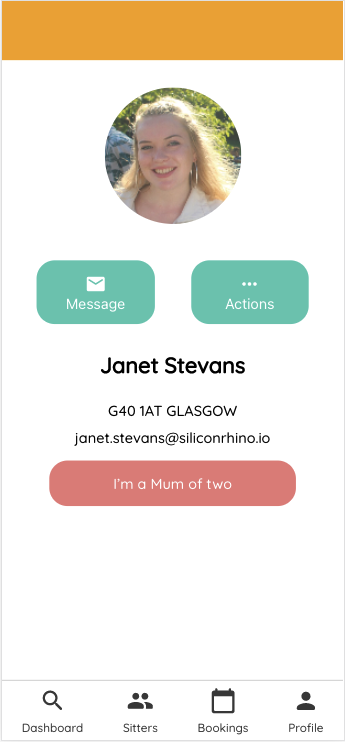 Message
Actions
Janet Stevans
G40 1AT GLASGOW
janet.stevans@siliconrhino.io
I'm a Mum of two
Dashboard
Sitters
Bookings
Profile